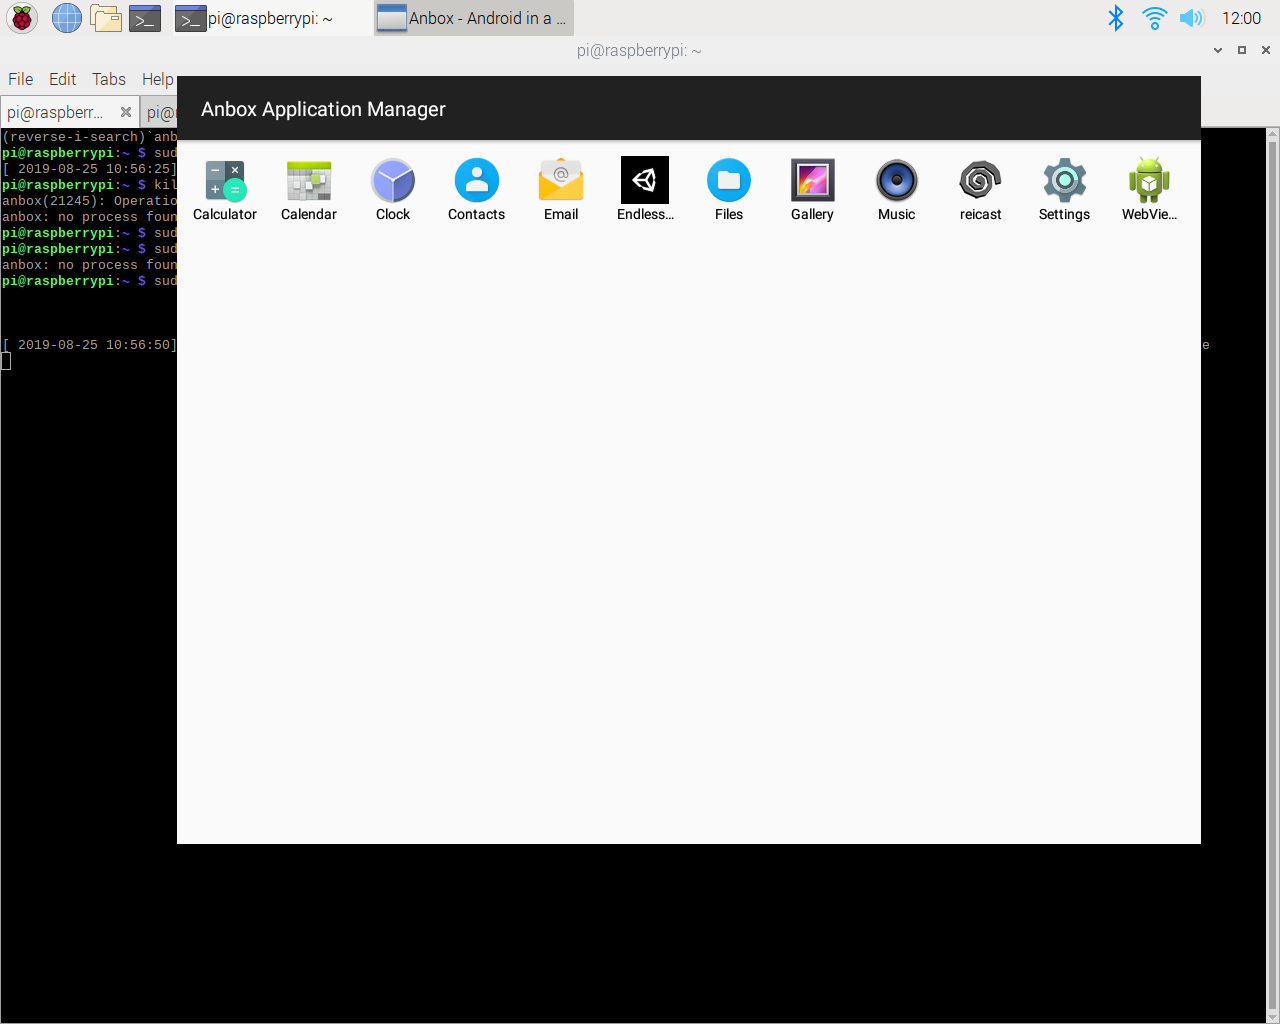 pi@raspberrypi: ~
Anbox - Android in a ...
12:00
pi@raspberrypi: ~
File Edit Tabs Help
pi@raspberr...
pi@r
(reverse-i-search)`anb
pi@raspberrypi:~ $ sud
[ 2019-08-25 10:56:25]
pi@raspberrypi:~ $ kil
anbox(21245): Operatio
anbox: no process foun
pi@raspberrypi:~ $ sud
pi@raspberrypi:~ $ sud
anbox: no process foun
pi@raspberrypi:~ $ sud
[ 2019-08-25 10:56:50]
e
Anbox Application Manager
Calculator
Calendar
Clock
Contacts
Email
Endless...
Files
Gallery
Music
reicast
Settings
WebVie...